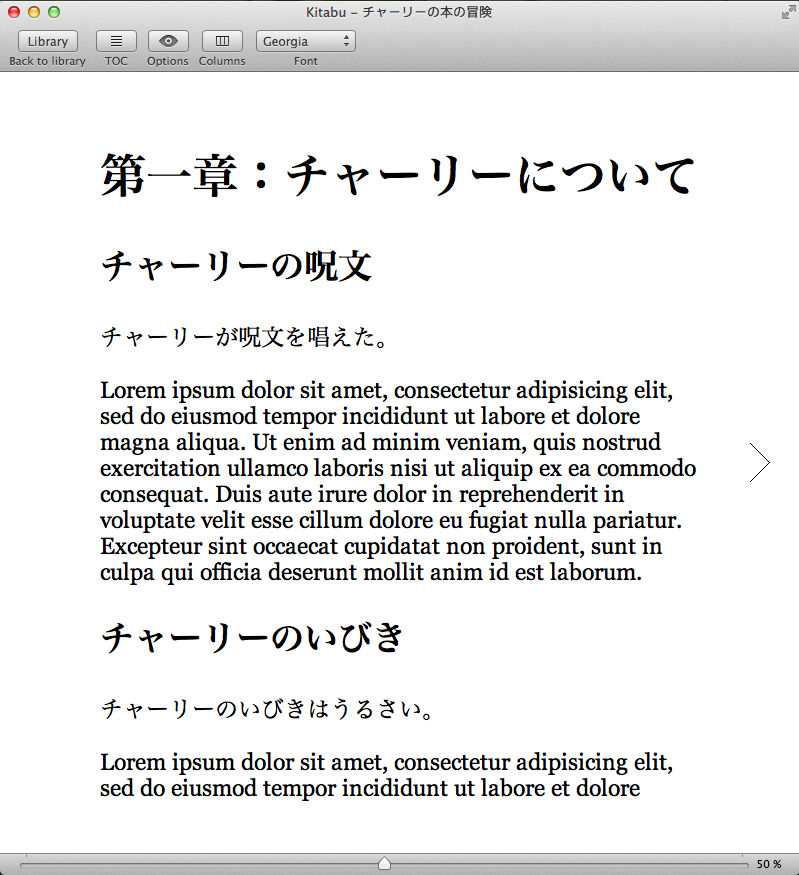 Kitabu – チャーリーの本の冒険
Library
Georgia
Back to library TOC Options Columns Font
第一章：チャーリーについて
チャーリーの呪文
チャーリーが呪文を唱えた。
Lorem ipsum dolor sit amet, consectetur adipisicing elit,
sed do eiusmod tempor incididunt ut labore et dolore
magna aliqua. Ut enim ad minim veniam, quis nostrud
exercitation ullamco laboris nisi ut aliquip ex ea commodo
consequat. Duis aute irure dolor in reprehenderit in
voluptate velit esse cillum dolore eu fugiat nulla pariatur.
Excepteur sint occaecat cupidatat non proident, sunt in
culpa qui officia deserunt mollit anim id est laborum.
チャーリーのいびき
チャーリーのいびきはうるさい。
Lorem ipsum dolor sit amet, consectetur adipisicing elit,
sed do eiusmod tempor incididunt ut labore et dolore
50 %